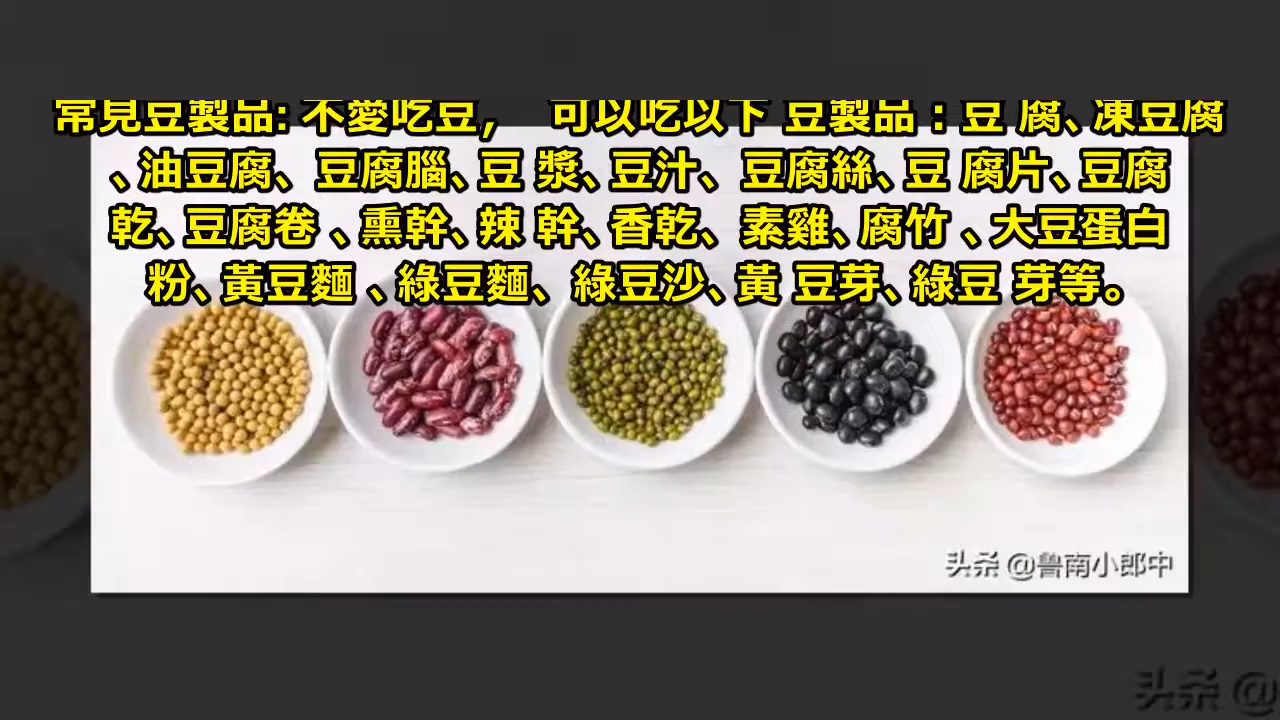 常見豆製品: 不愛吃豆， 可以吃以下 豆製品：豆 腐、凍豆腐
、油豆腐、豆腐腦、豆 漿、豆汁、豆腐絲、豆 腐片、豆腐
乾、豆腐卷 、熏幹、辣 幹、香乾、素雞、腐竹 、大豆蛋白
粉、黃豆麵 、綠豆麵、綠豆沙、黃 豆芽、綠豆 芽等。
头条 @鲁南小郎中
头条 @